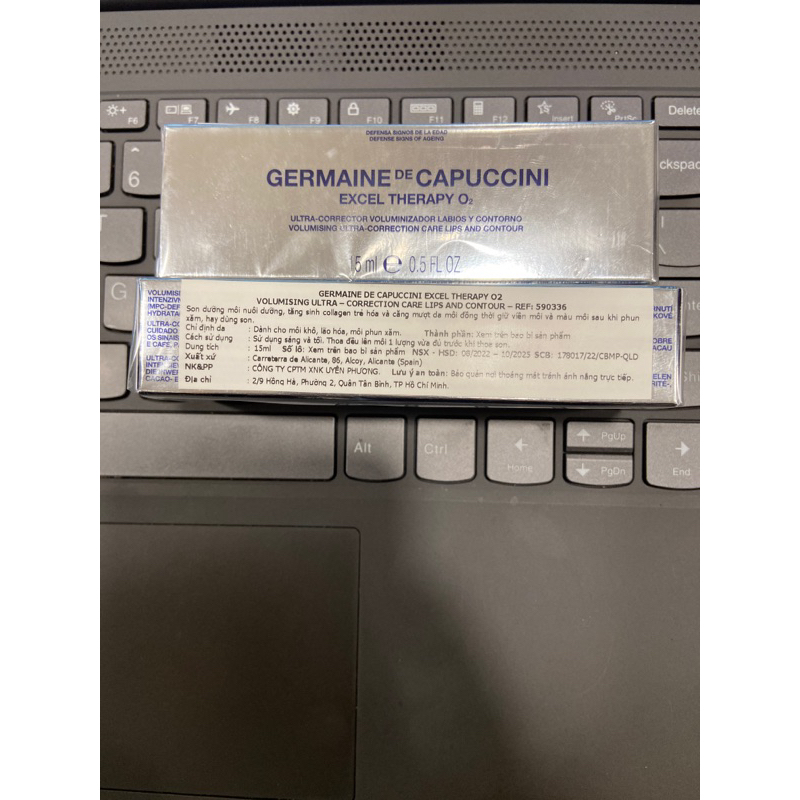 F6 F7 F8 F9 F10 F11 F12 Insert PrtSc Delete
^
6
T
G
DEFENSA SIGNOS DE LA EDAD
DEFENSE SIGNS OF AGEING
GERMAINE DE CAPUCCINI
EXCEL THERAPY O2
ULTRA-CORRECTOR VOLUMINIZADOR LABIOS Y CONTORNO
VOLUMISING ULTRA-CORRECTION CARE LIPS AND CONTOUR
15 ml ℮ 0.5 FL OZ
GERMAINE DE CAPUCCINI EXCEL THERAPY O2
VOLUMISING ULTRA – CORRECTION CARE LIPS AND CONTOUR – REF: 590336
Son dưỡng môi nuôi dưỡng, tăng sinh collagen trẻ hóa và căng mượt da môi đồng thời giữ viền môi và màu môi sau khi phun
xăm, hay dùng son.
Chỉ định da : Dành cho môi khô, lão hóa, môi phun xăm. Thành phần: Xem trên bao bì sản phẩm
Cách sử dụng : Sử dụng sáng và tối. Thoa đều lên môi 1 lượng vừa đủ trước khi thoa son.
Dung tích : 15ml Số lô: Xem trên bao bì sản phẩm NSX - HSD: 08/2022 – 10/2025 SCB: 178017/22/CBMP-QLD
Xuất xứ : Carreterra de Alicante, 86, Alcoy, Alicante (Spain)
NK&PP : CÔNG TY CPTM XNK UYÊN PHƯƠNG. Lưu ý an toàn: Bảo quản nơi thoáng mát tránh ánh nắng trực tiếp.
Địa chỉ : 2/9 Hồng Hà, Phường 2, Quận Tân Bình, TP Hồ Chí Minh.
Alt Ctrl Home PgUp
PgDn End